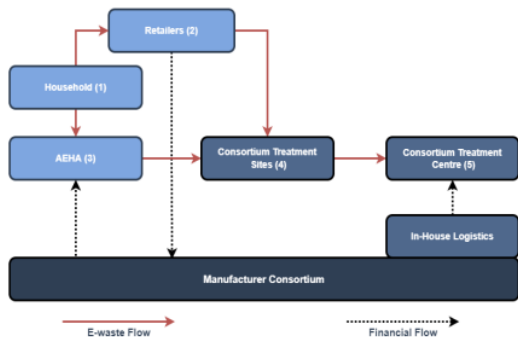 Retailers (2)
Household (1)
AEHA (3)
Consortium Treatment
Sites (4)
Consortium Treatment
Centre (5)
In-House Logistics
Manufacturer Consortium
E-waste Flow
Financial Flow